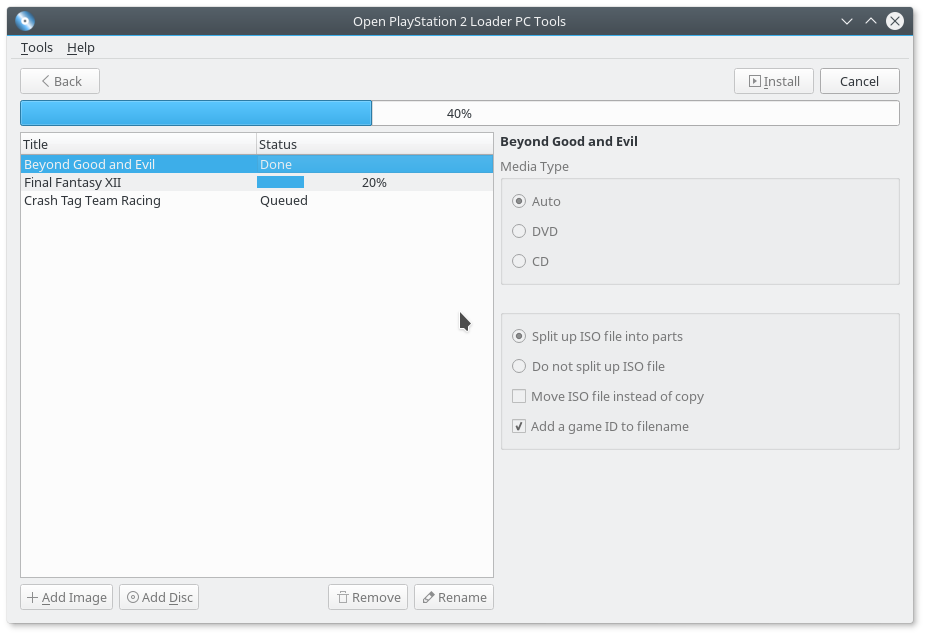 Open PlayStation 2 Loader PC Tools
Tools Help
Back Install Cancel
40%
Title Status
Beyond Good and Evil Done
Final Fantasy XII 20%
Crash Tag Team Racing Queued
Beyond Good and Evil
Media Type
Auto
DVD
CD
Split up ISO file into parts
Do not split up ISO file
Move ISO file instead of copy
Add a game ID to filename
Add Image Add Disc Remove Rename